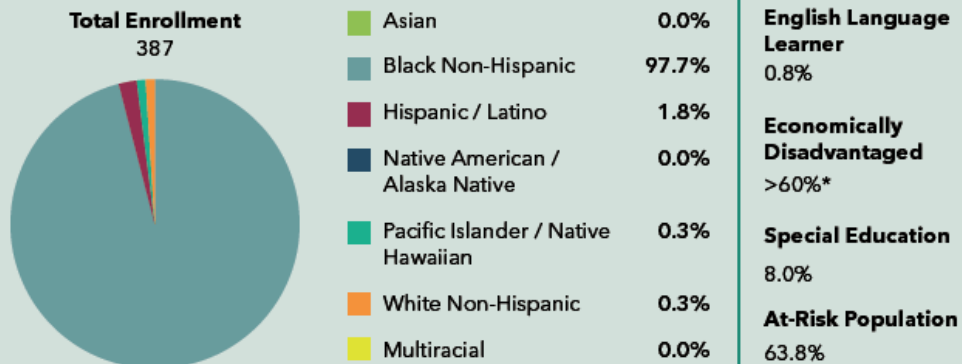 Total Enrollment
387
Asian 0.0%
Black Non-Hispanic 97.7%
Hispanic / Latino 1.8%
Native American / 0.0%
Alaska Native
Pacific Islander / Native 0.3%
Hawaiian
White Non-Hispanic 0.3%
Multiracial 0.0%
English Language
Learner
0.8%
Economically
Disadvantaged
>60%*
Special Education
8.0%
At-Risk Population
63.8%